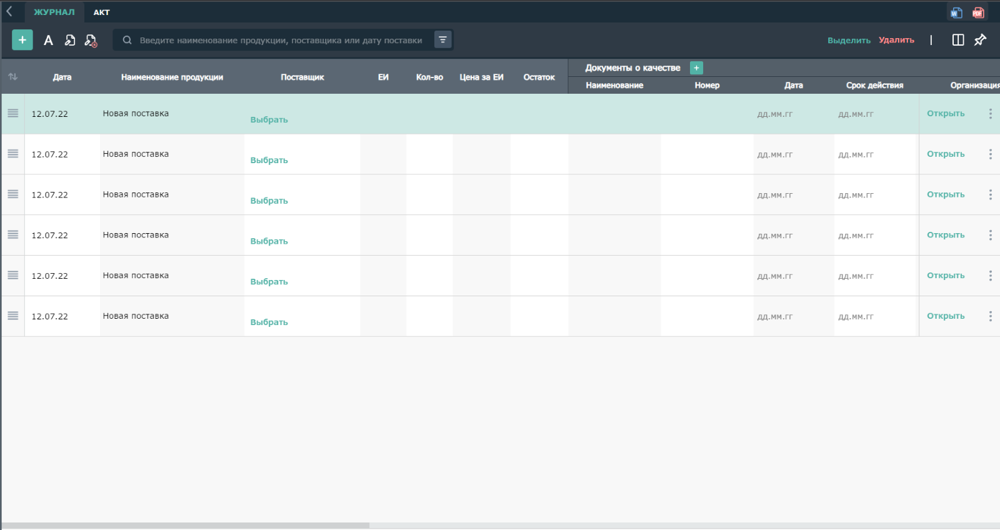 ЖУРНАЛ АКТ W PDF
A Введите наименование продукции, поставщика или дату поставки Выделить Удалить
Документы о качестве +
Дата Наименование продукции Поставщик ЕИ Кол-во Цена за ЕИ Остаток
Наименование Номер Дата Срок действия Организация
12.07.22 Новая поставка Выбрать дд.мм.гг дд.мм.гг Открыть
12.07.22 Новая поставка Выбрать дд.мм.гг дд.мм.гг Открыть
12.07.22 Новая поставка Выбрать дд.мм.гг дд.мм.гг Открыть
12.07.22 Новая поставка Выбрать дд.мм.гг дд.мм.гг Открыть
12.07.22 Новая поставка Выбрать дд.мм.гг дд.мм.гг Открыть
12.07.22 Новая поставка Выбрать дд.мм.гг дд.мм.гг Открыть